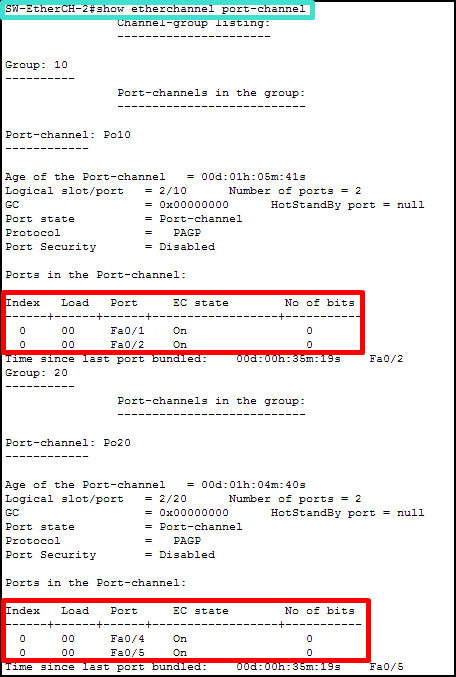 SW-EtherCH-2#show etherchannel port-channel
Channel-group listing:
----------------------
Group: 10
----------
Port-channels in the group:
---------------------------
Port-channel: Po10
------------
Age of the Port-channel   = 00d:01h:05m:41s
Logical slot/port   = 2/10      Number of ports = 2
GC                  = 0x00000000      HotStandBy port = null
Port state          = Port-channel
Protocol            =   PAGP
Port Security       = Disabled
Ports in the Port-channel:
Index   Load   Port     EC state        No of bits
------+------+------+------------------+-----------
0     00     Fa0/1    On                 0
0     00     Fa0/2    On                 0
Time since last port bundled:    00d:00h:35m:19s    Fa0/2
Group: 20
----------
Port-channels in the group:
---------------------------
Port-channel: Po20
------------
Age of the Port-channel   = 00d:01h:04m:40s
Logical slot/port   = 2/20      Number of ports = 2
GC                  = 0x00000000      HotStandBy port = null
Port state          = Port-channel
Protocol            =   PAGP
Port Security       = Disabled
Ports in the Port-channel:
Index   Load   Port     EC state        No of bits
------+------+------+------------------+-----------
0     00     Fa0/4    On                 0
0     00     Fa0/5    On                 0
Time since last port bundled:    00d:00h:35m:19s    Fa0/5